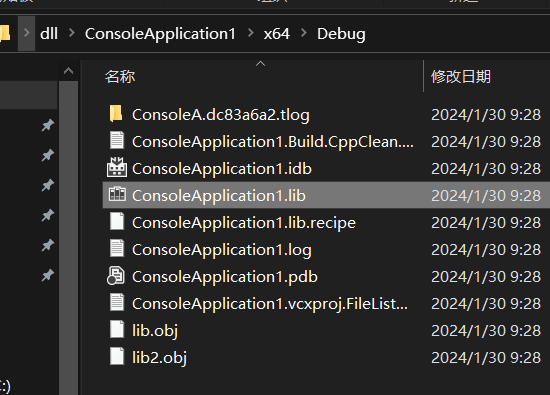 dll > ConsoleApplication1 > x64 > Debug
名称 修改日期
ConsoleA.dc83a6a2.tlog 2024/1/30 9:28
ConsoleApplication1.Build.CppClean.... 2024/1/30 9:28
ConsoleApplication1.idb 2024/1/30 9:28
ConsoleApplication1.lib 2024/1/30 9:28
ConsoleApplication1.lib.recipe 2024/1/30 9:28
ConsoleApplication1.log 2024/1/30 9:28
ConsoleApplication1.pdb 2024/1/30 9:28
ConsoleApplication1.vcxproj.FileList... 2024/1/30 9:28
lib.obj 2024/1/30 9:28
lib2.obj 2024/1/30 9:28
:)